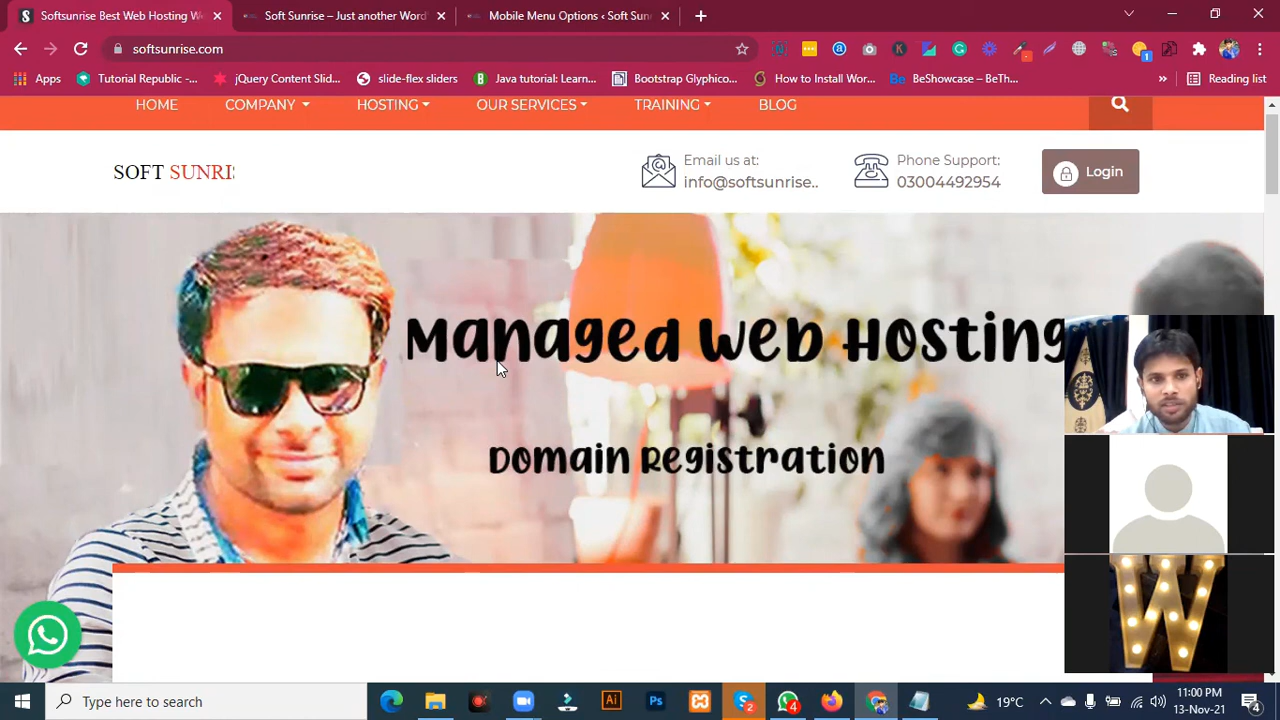 Softsunrise Best Web Hosting W
Soft Sunrise – Just another Word
Mobile Menu Options ‹ Soft Sun
softsunrise.com
Apps
Tutorial Republic -...
jQuery Content Slid...
slide-flex sliders
Java tutorial: Learn...
Bootstrap Glyphico...
How to Install Wor...
BeShowcase – BeTh...
Reading list
HOME
COMPANY
HOSTING
OUR SERVICES
TRAINING
BLOG
SOFT SUNRIS
Email us at:
info@softsunrise..
Phone Support:
03004492954
Login
Managed Web Hosting
Domain Registration
W
Type here to search
19°C
11:00 PM
13-Nov-21